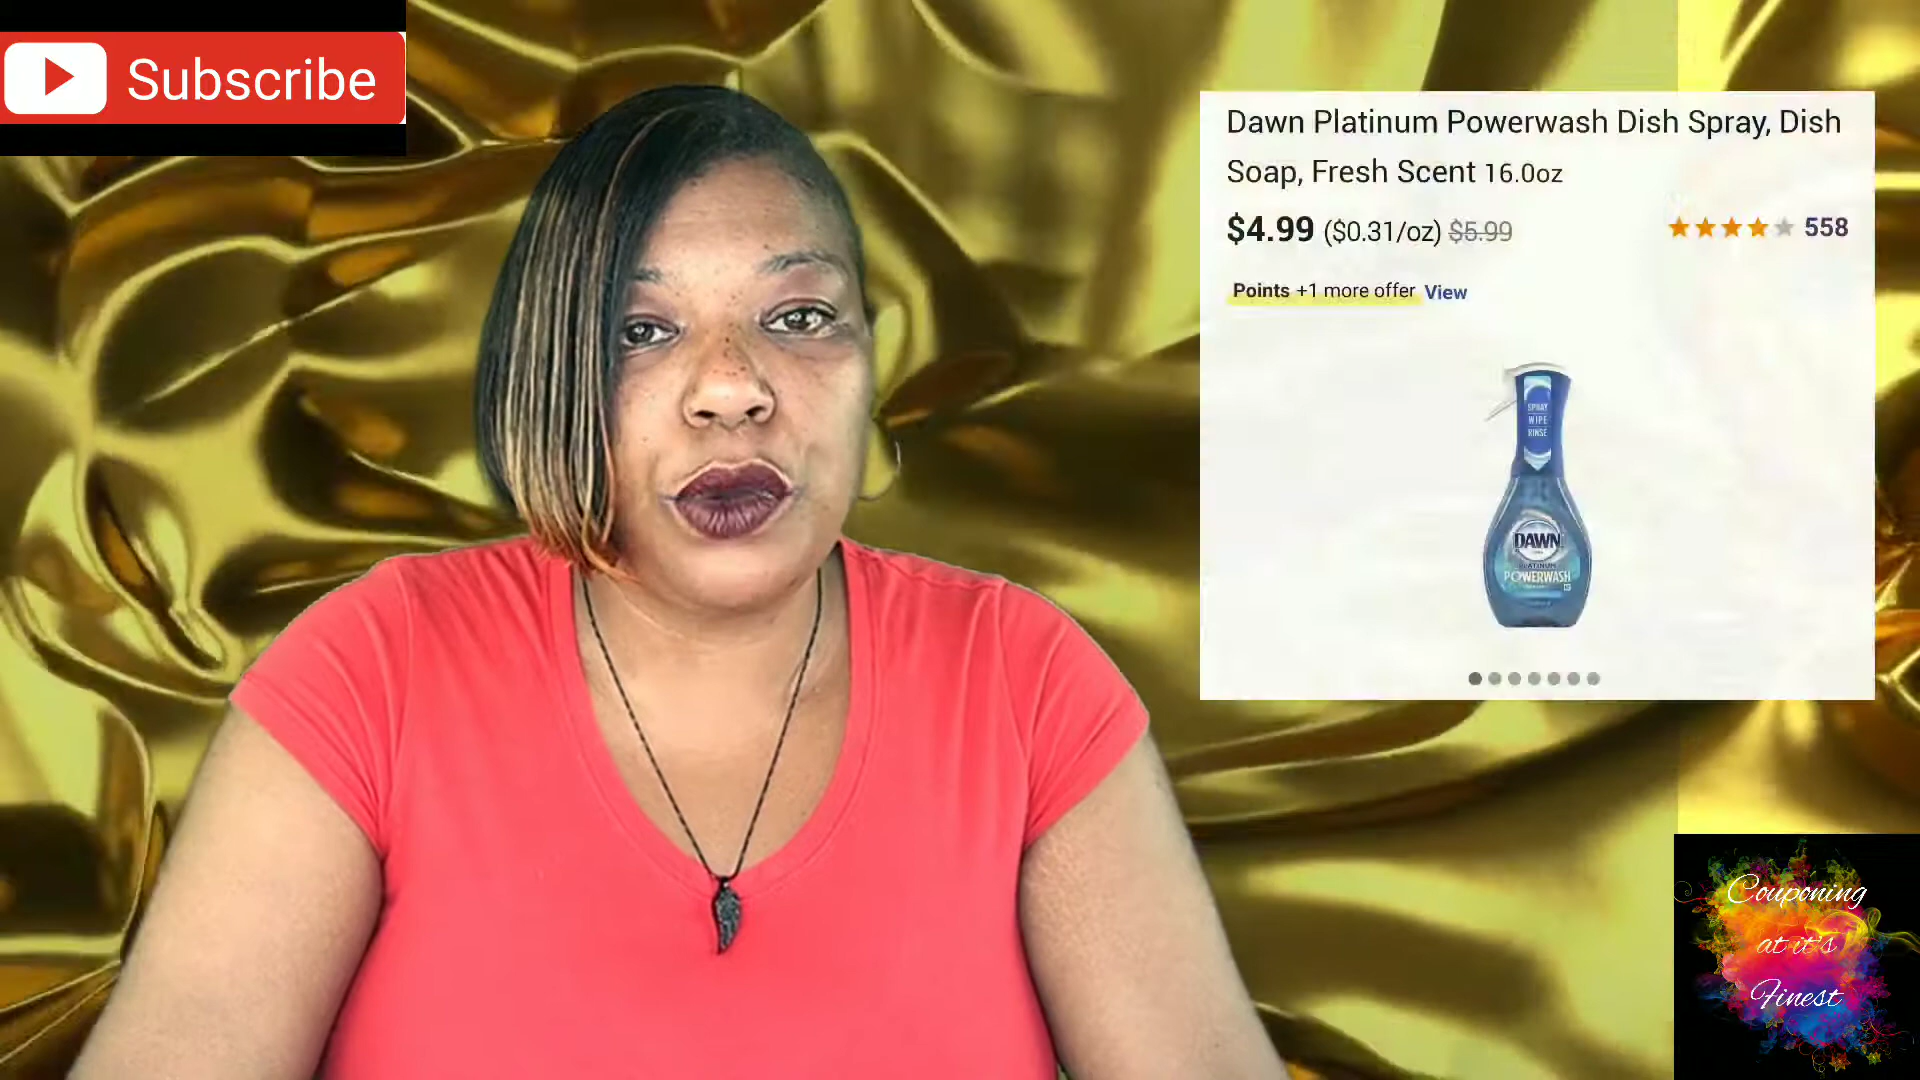 Subscribe
Dawn Platinum Powerwash Dish Spray, Dish
Soap, Fresh Scent 16.0oz
$4.99 ($0.31/oz) $5.99
558
Points +1 more offer View
SPRAY
WIPE
RINSE
DAWN
PLATINUM
POWERWASH
Couponing
at it's
Finest